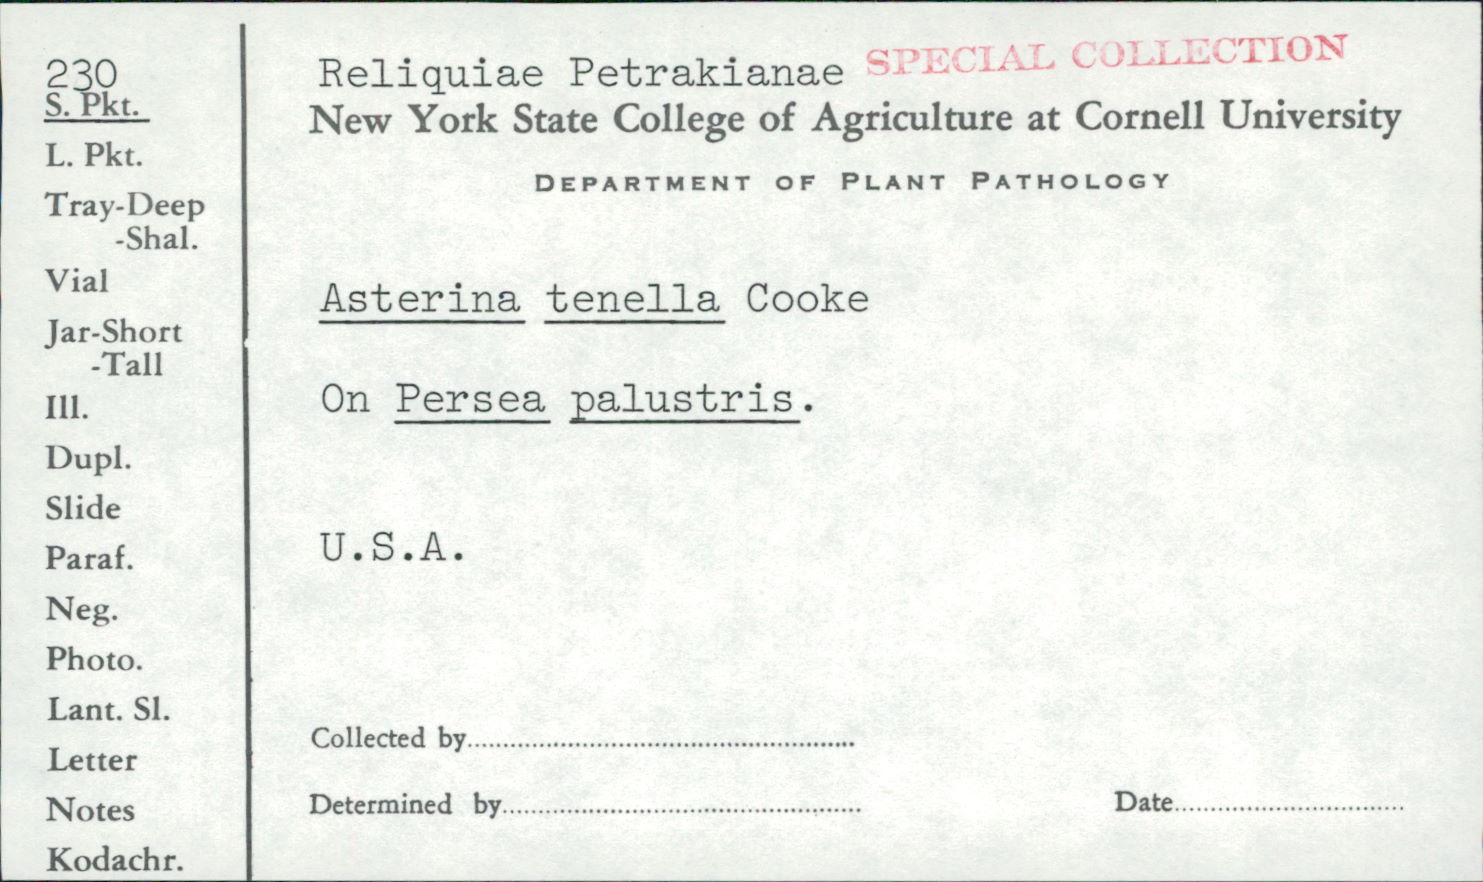 230
S. Pkt.
L. Pkt.
Tray-Deep
-Shal.
Vial
Jar-Short
-Tall
Ill.
Dupl.
Slide
Paraf.
Neg.
Photo.
Lant. Sl.
Letter
Notes
Kodachr.
Reliquiae Petrakianae SPECIAL COLLECTION
New York State College of Agriculture at Cornell University
DEPARTMENT OF PLANT PATHOLOGY
Asterina tenella Cooke
On Persea palustris.
U.S.A.
Collected by
Determined by Date